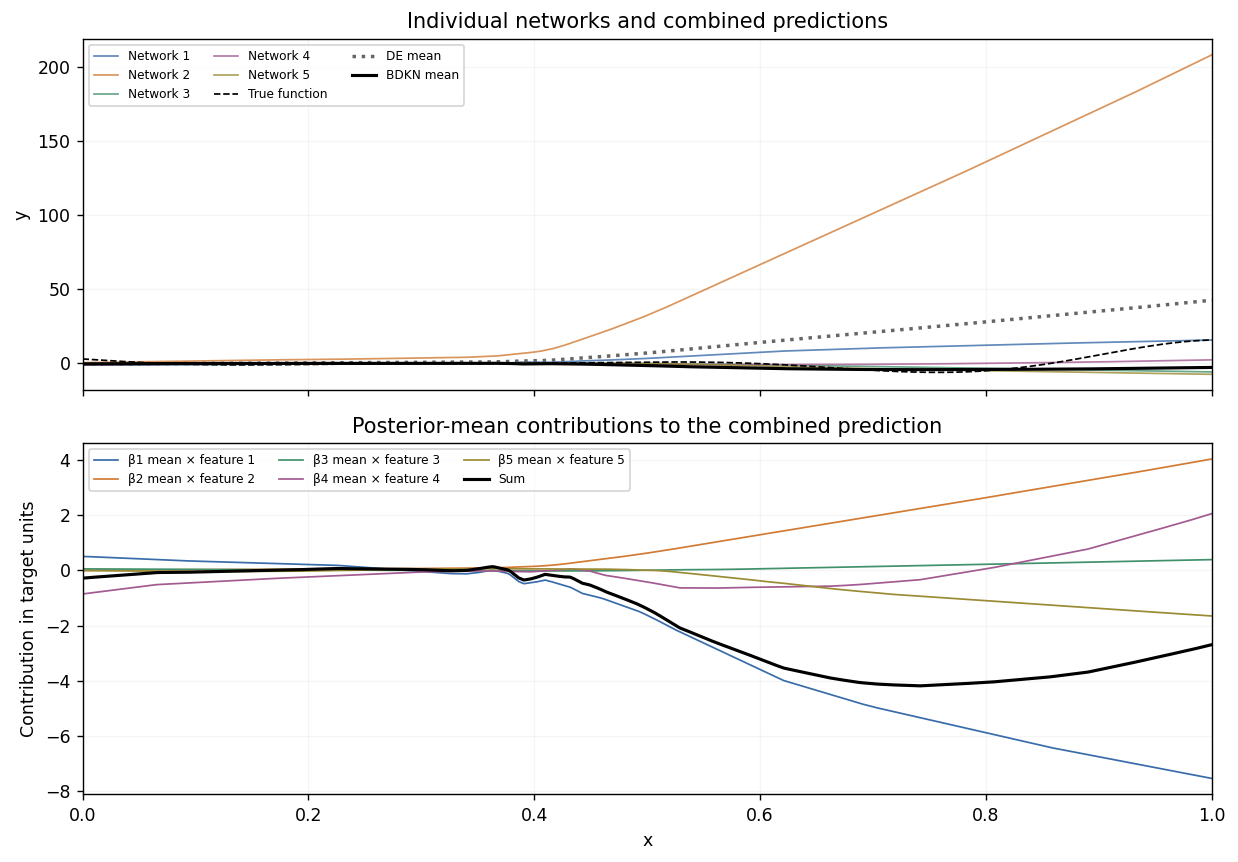 Individual networks and combined predictions
Network 1
Network 2
Network 3
Network 4
Network 5
True function
DE mean
BDKN mean
200
150
100
50
0
y
Posterior-mean contributions to the combined prediction
β1 mean × feature 1
β2 mean × feature 2
β3 mean × feature 3
β4 mean × feature 4
β5 mean × feature 5
Sum
4
2
0
−2
−4
−6
−8
Contribution in target units
0.0
0.2
0.4
0.6
0.8
1.0
x